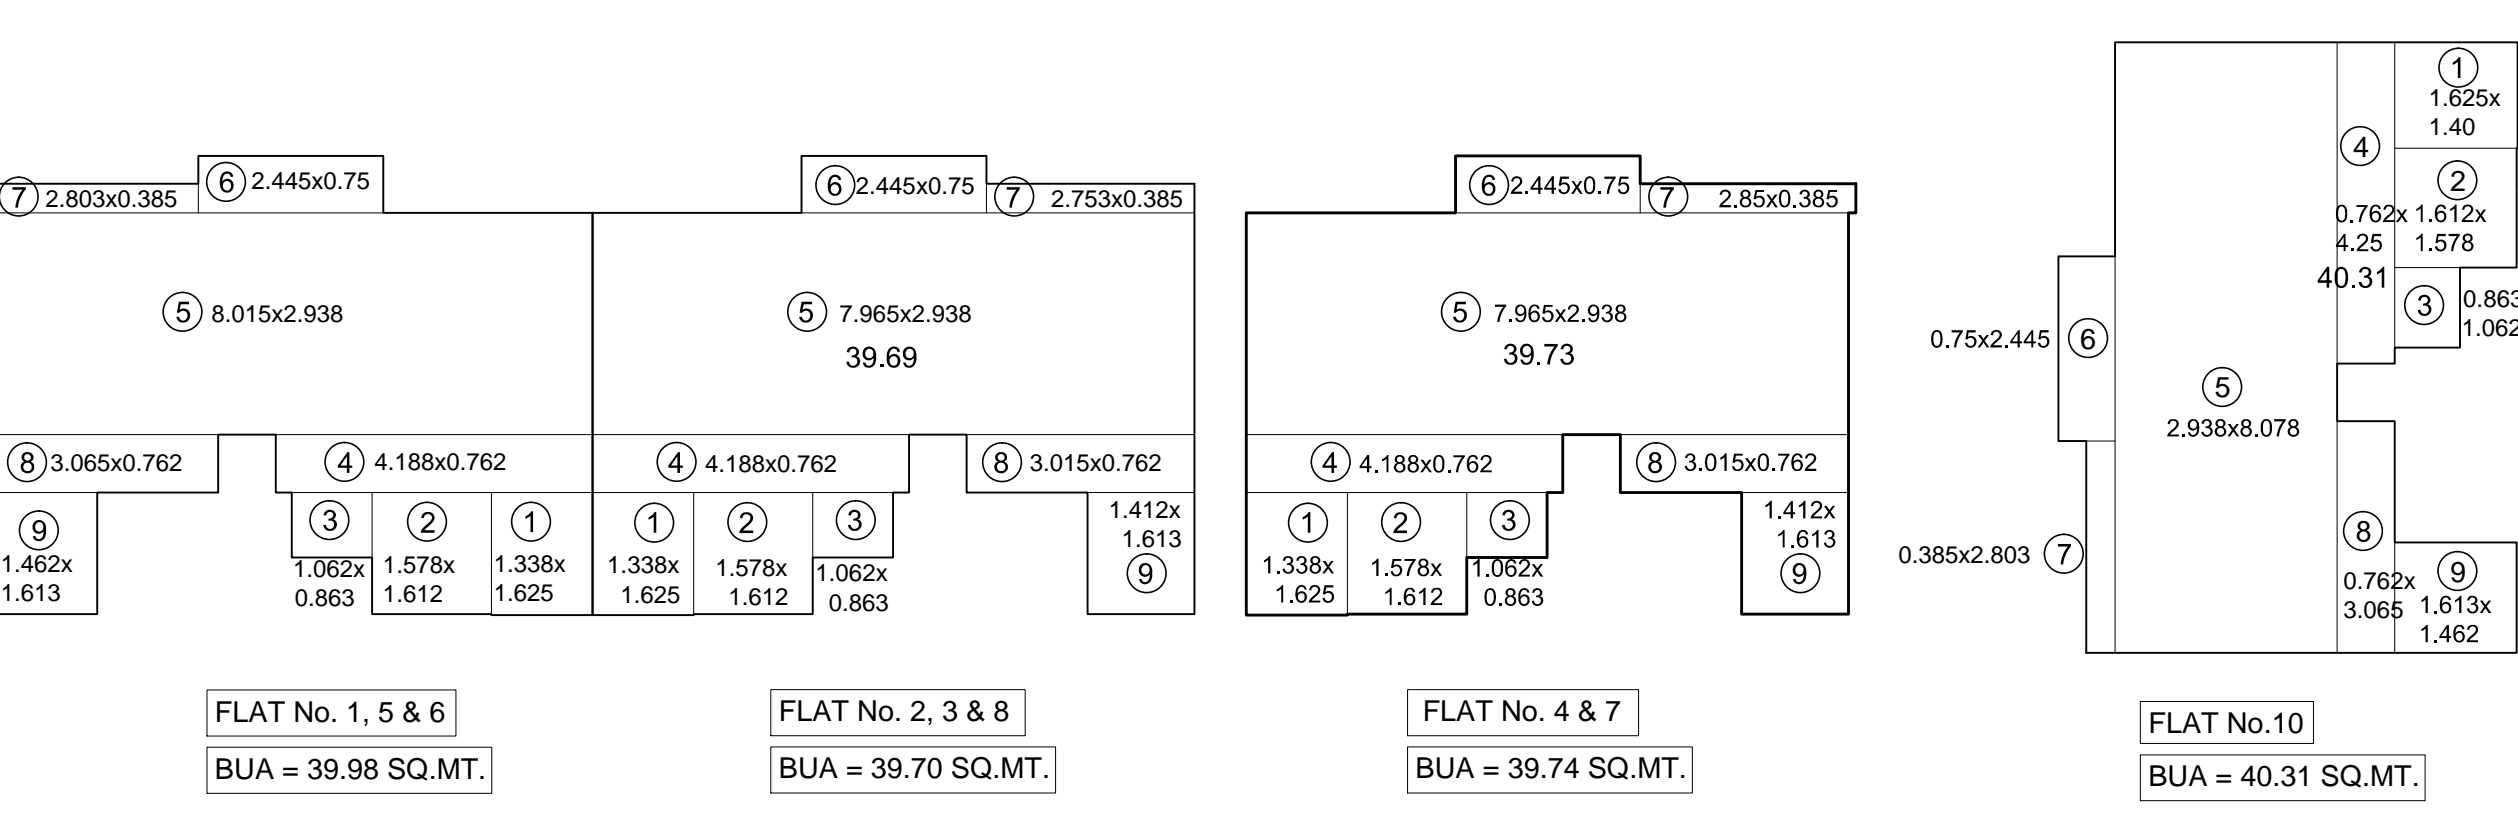 7 2.803x0.385
6 2.445x0.75
5 8.015x2.938
8 3.065x0.762
4 4.188x0.762
9
1.462x
1.613
3
1.062x
0.863
2
1.578x
1.612
1
1.338x
1.625
FLAT No. 1, 5 & 6
BUA = 39.98 SQ.MT.
6 2.445x0.75
7 2.753x0.385
5 7.965x2.938
39.69
4 4.188x0.762
8 3.015x0.762
1
1.338x
1.625
2
1.578x
1.612
3
1.062x
0.863
1.412x
1.613
9
FLAT No. 2, 3 & 8
BUA = 39.70 SQ.MT.
6 2.445x0.75
7 2.85x0.385
5 7.965x2.938
39.73
4 4.188x0.762
8 3.015x0.762
1
1.338x
1.625
2
1.578x
1.612
3
1.062x
0.863
1.412x
1.613
9
FLAT No. 4 & 7
BUA = 39.74 SQ.MT.
1
1.625x
1.40
4
0.762x
4.25
2
1.612x
1.578
40.31
3
0.863
1.062
0.75x2.445 6
5
2.938x8.078
0.385x2.803 7
8
0.762x
3.065
9
1.613x
1.462
FLAT No.10
BUA = 40.31 SQ.MT.